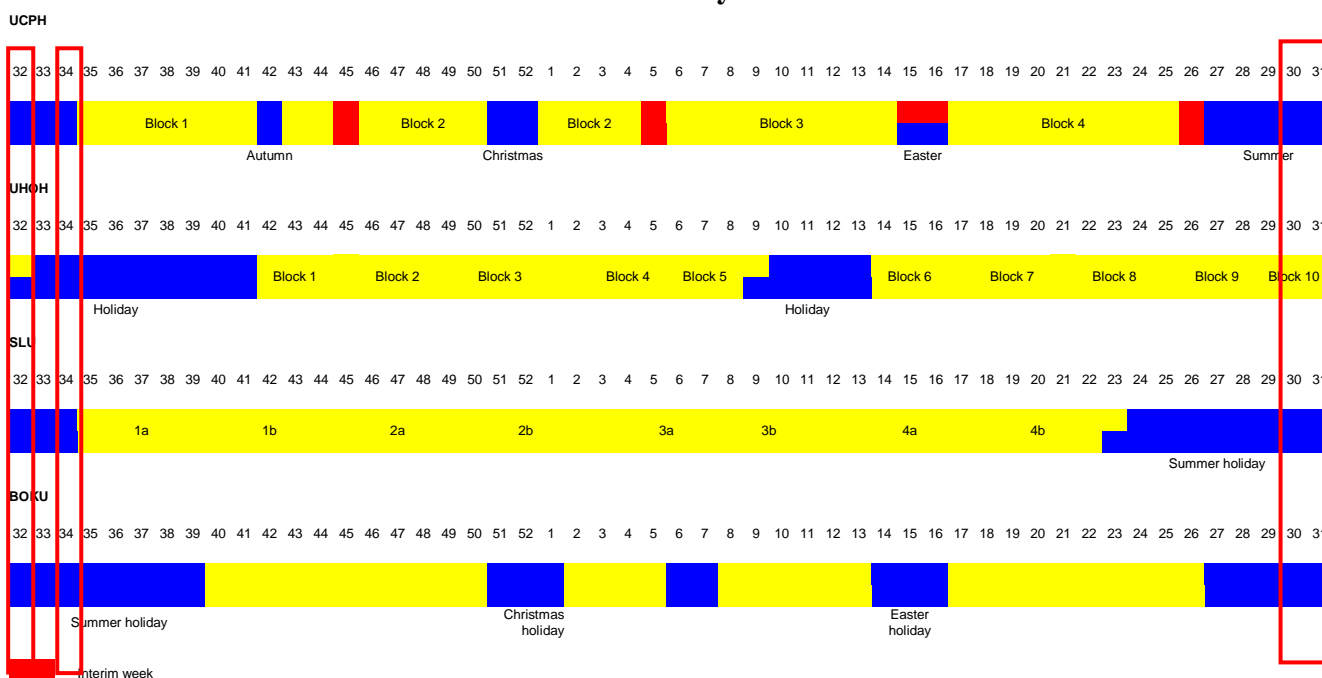 UCPH
32 33 34 35 36 37 38 39 40 41 42 43 44 45 46 47 48 49 50 51 52 1 2 3 4 5 6 7 8 9 10 11 12 13 14 15 16 17 18 19 20 21 22 23 24 25 26 27 28 29 30 31
Block 1 Block 2 Block 2 Block 3 Block 4
Autumn Christmas Easter Summer
UHOH
32 33 34 35 36 37 38 39 40 41 42 43 44 45 46 47 48 49 50 51 52 1 2 3 4 5 6 7 8 9 10 11 12 13 14 15 16 17 18 19 20 21 22 23 24 25 26 27 28 29 30 31
Block 1 Block 2 Block 3 Block 4 Block 5 Block 6 Block 7 Block 8 Block 9 Block 10
Holiday Holiday
SLU
32 33 34 35 36 37 38 39 40 41 42 43 44 45 46 47 48 49 50 51 52 1 2 3 4 5 6 7 8 9 10 11 12 13 14 15 16 17 18 19 20 21 22 23 24 25 26 27 28 29 30 31
1a 1b 2a 2b 3a 3b 4a 4b
Summer holiday
BOKU
32 33 34 35 36 37 38 39 40 41 42 43 44 45 46 47 48 49 50 51 52 1 2 3 4 5 6 7 8 9 10 11 12 13 14 15 16 17 18 19 20 21 22 23 24 25 26 27 28 29 30 31
Summer holiday Christmas holiday Easter holiday
Interim week